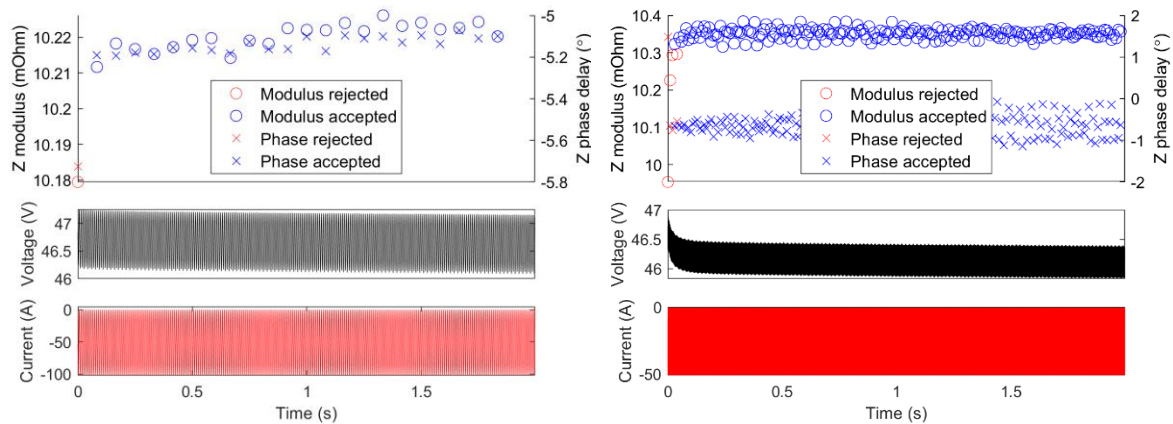 10.22
10.21
10.2
10.19
10.18
Z modulus (mOhm)
-5
-5.2
-5.4
-5.6
-5.8
Z phase delay (°)
Modulus rejected
Modulus accepted
Phase rejected
Phase accepted
47
46.5
46
Voltage (V)
0
-50
-100
Current (A)
0
0.5
1
1.5
Time (s)
10.4
10.3
10.2
10.1
10
Z modulus (mOhm)
2
1
0
-1
-2
Z phase delay (°)
Modulus rejected
Modulus accepted
Phase rejected
Phase accepted
47
46.5
46
Voltage (V)
0
-50
Current (A)
0
0.5
1
1.5
Time (s)